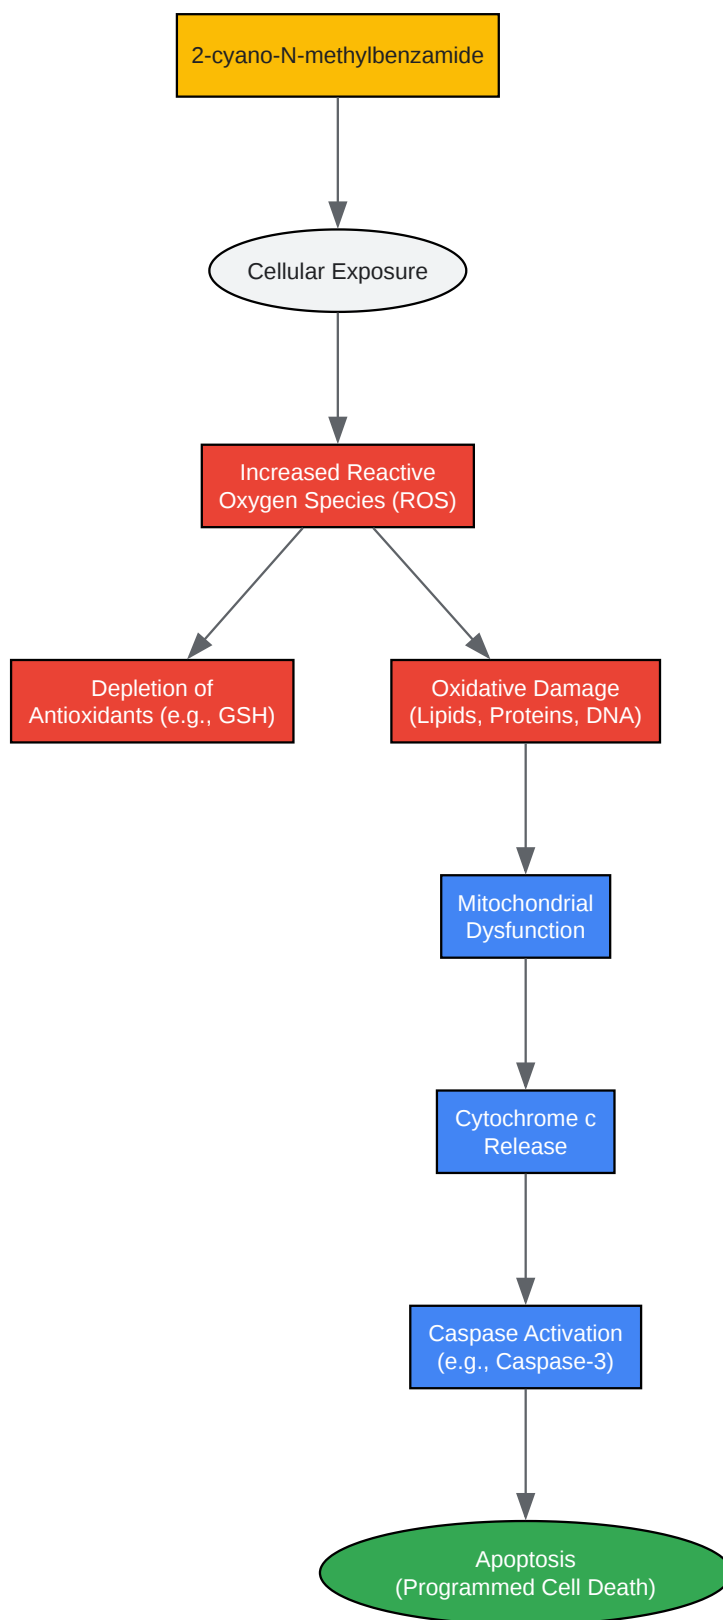 2-cyano-N-methylbenzamide
Cellular Exposure
Increased Reactive
Oxygen Species (ROS)
Depletion of
Antioxidants (e.g., GSH)
Oxidative Damage
(Lipids, Proteins, DNA)
Mitochondrial
Dysfunction
Cytochrome c
Release
Caspase Activation
(e.g., Caspase-3)
Apoptosis
(Programmed Cell Death)